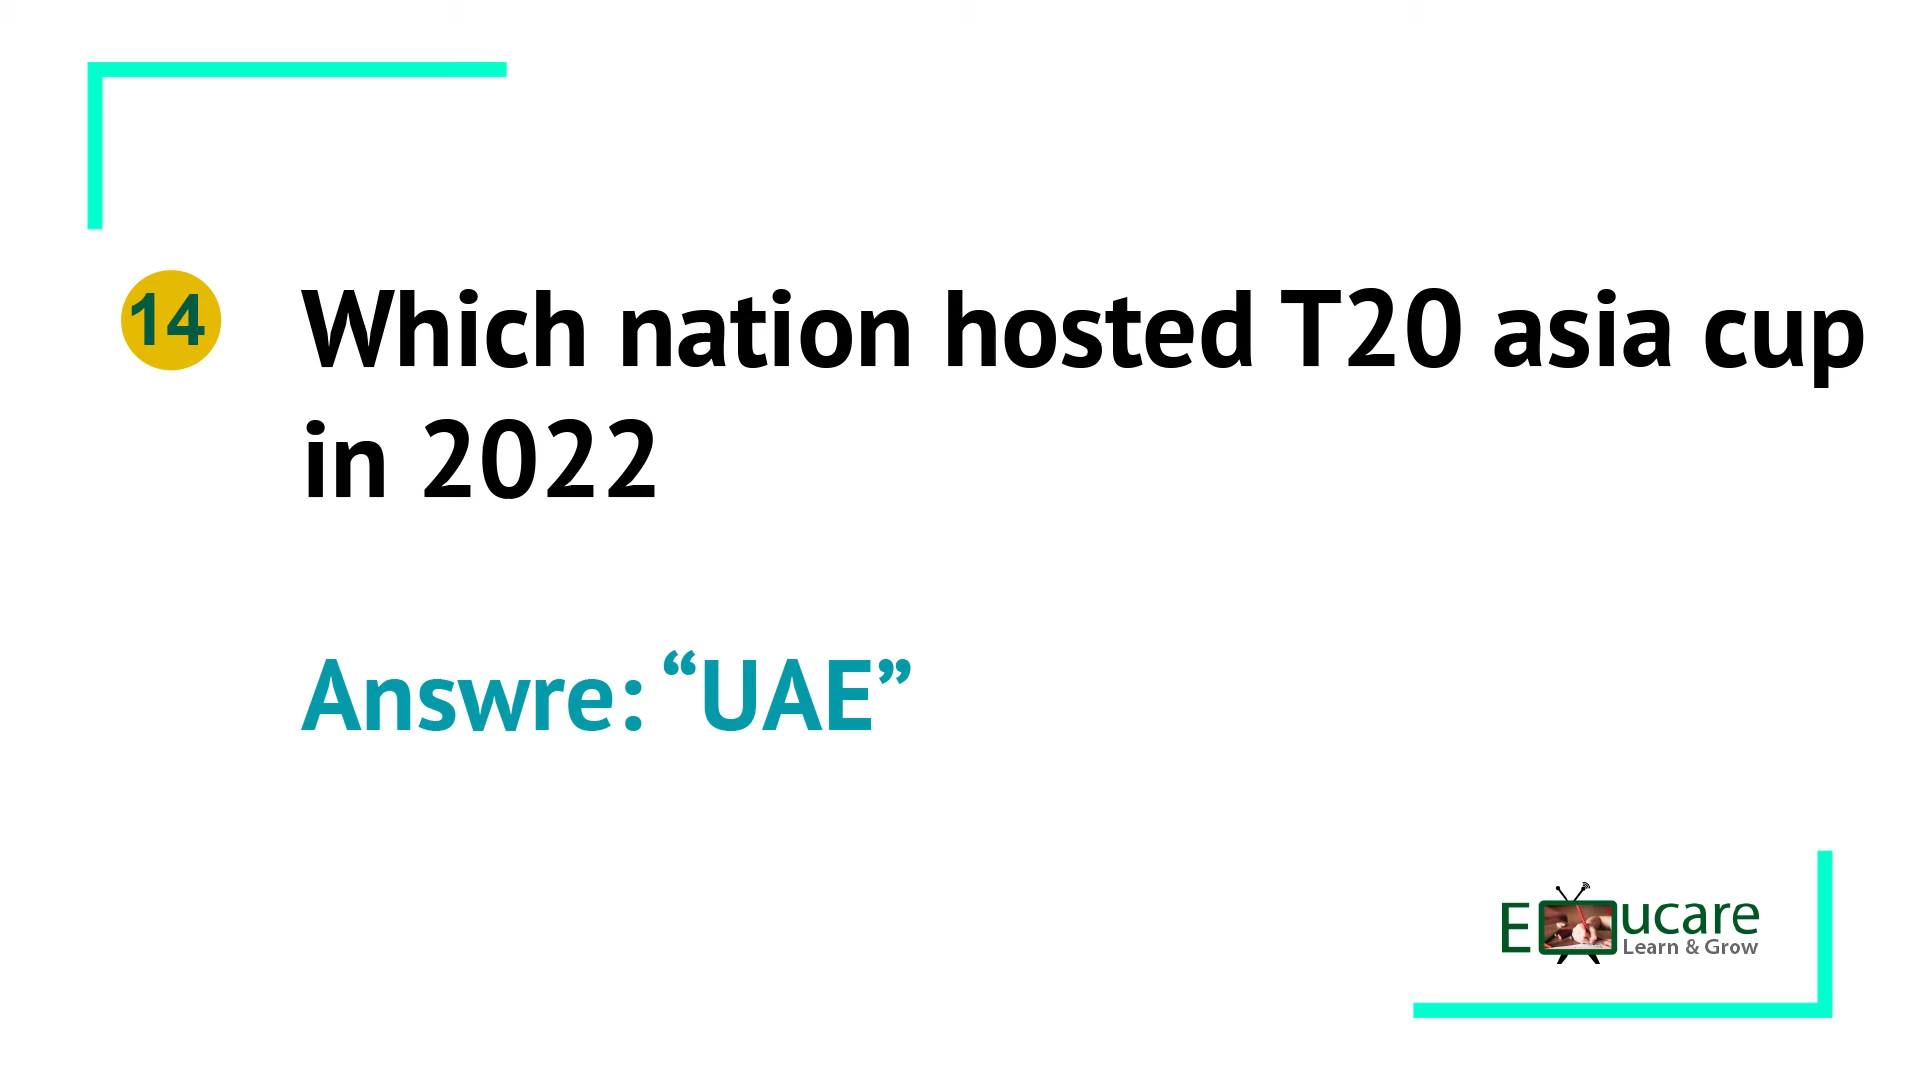 14
Which nation hosted T20 asia cup
in 2022
Answre: “UAE”
E ucare
Learn & Grow